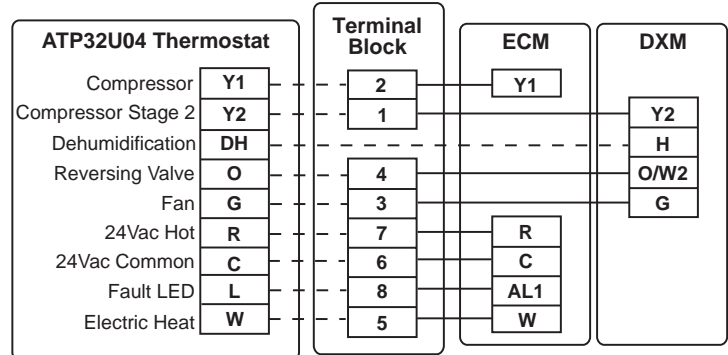 ATP32U04 Thermostat
Terminal
Block
ECM
DXM
Compressor Y1 2 Y1
Compressor Stage 2 Y2 1 Y2
Dehumidification DH H
Reversing Valve O 4 O/W2
Fan G 3 G
24Vac Hot R 7 R
24Vac Common C 6 C
Fault LED L 8 AL1
Electric Heat W 5 W